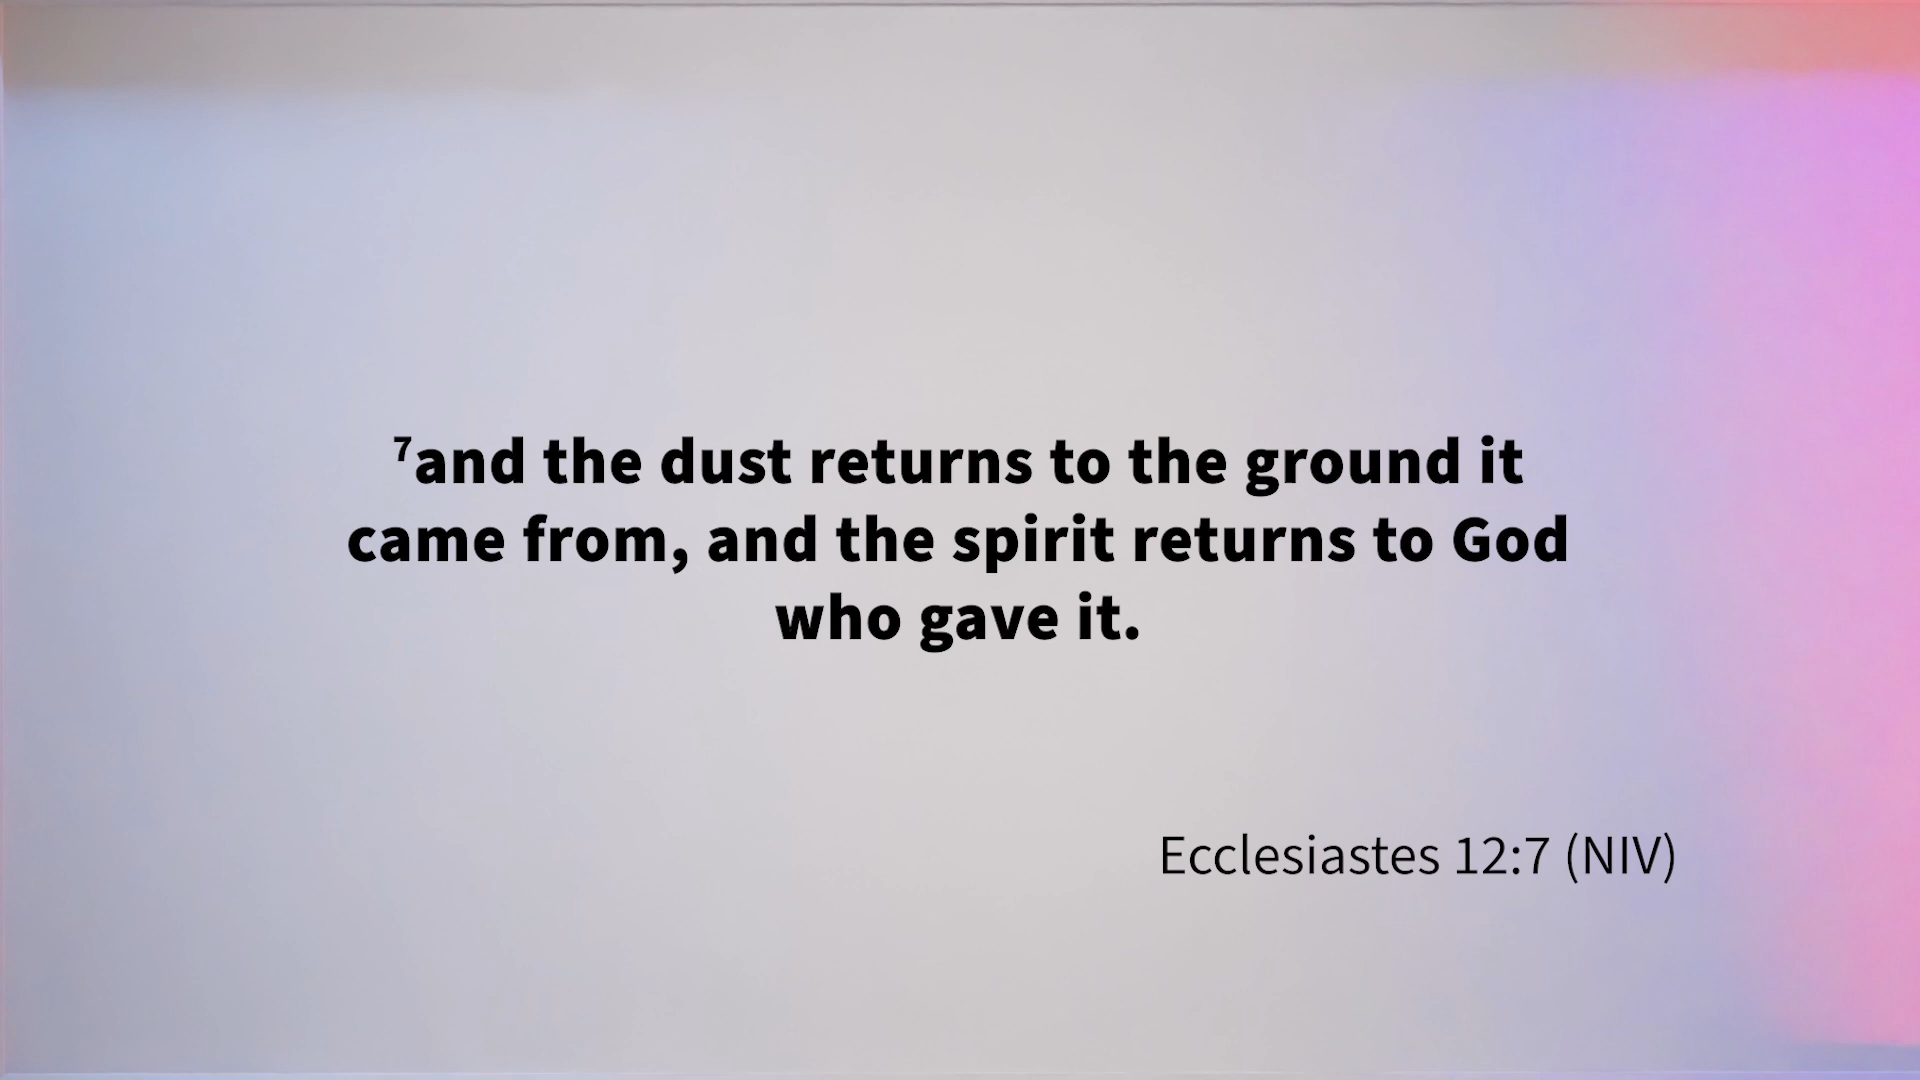 ⁷and the dust returns to the ground it
came from, and the spirit returns to God
who gave it.
Ecclesiastes 12:7 (NIV)